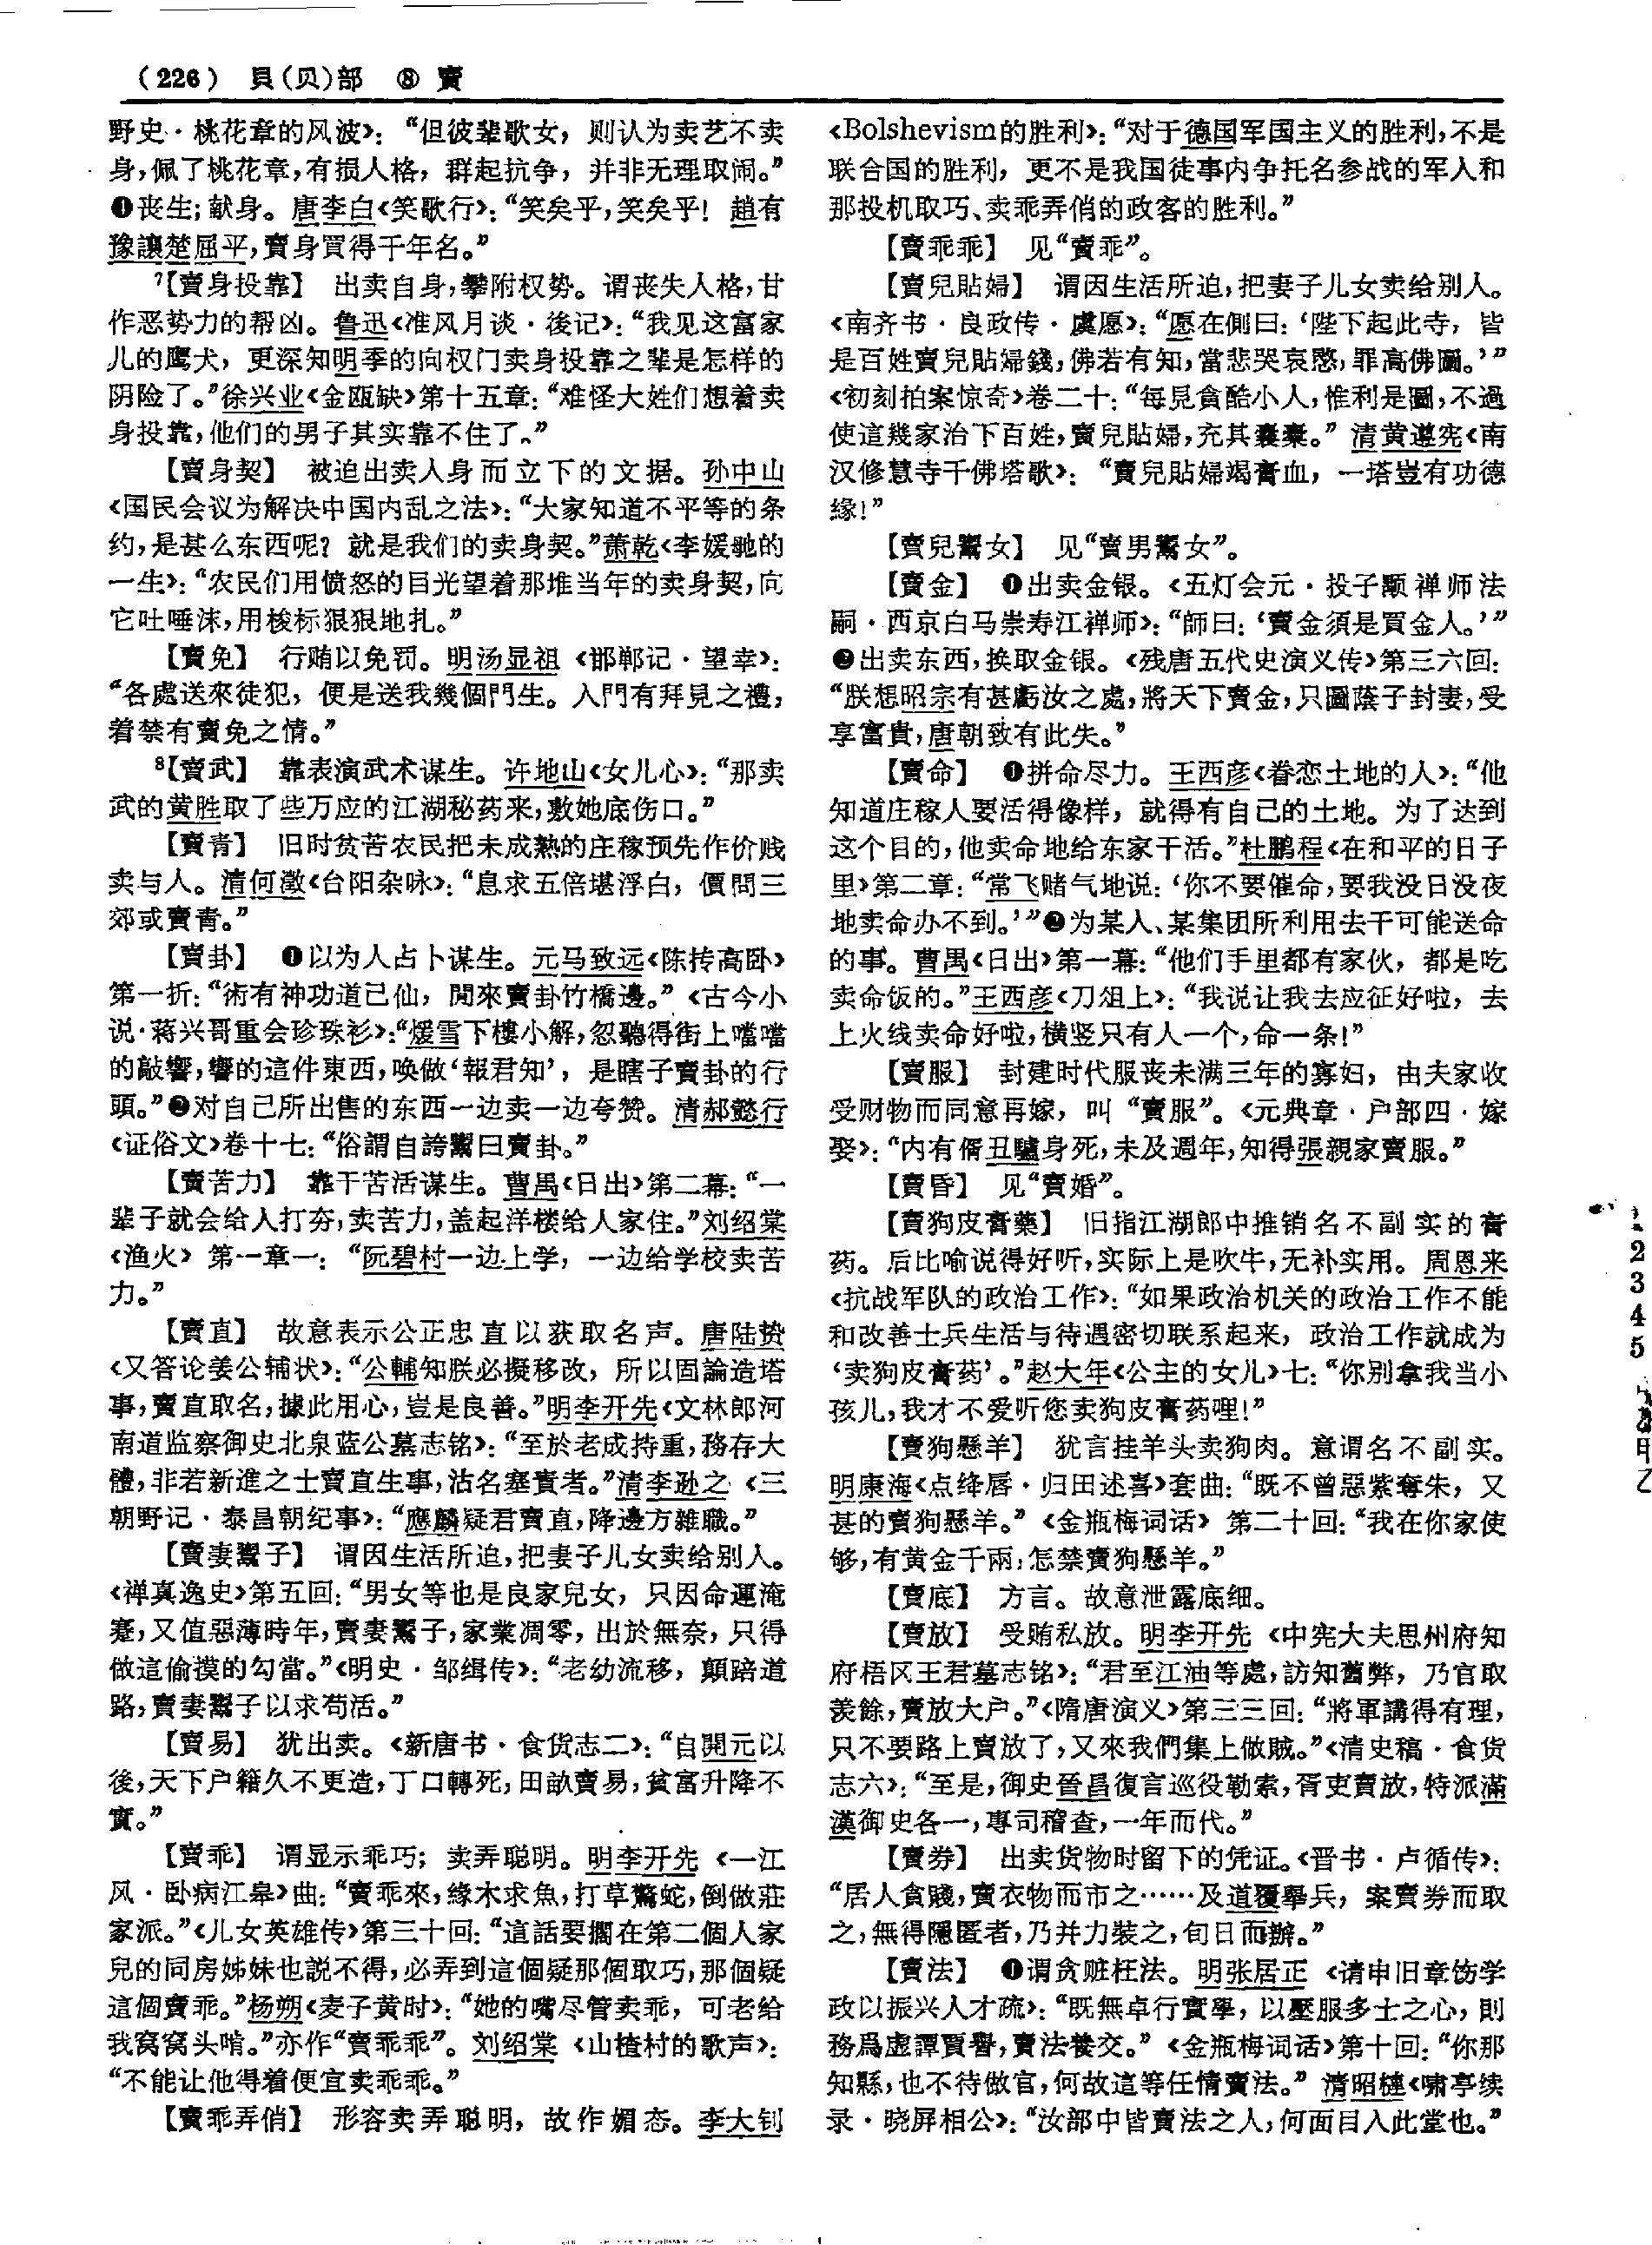 （226） 貝(贝)部 ⑧ 賣
野史·桃花章的风波》：“但彼辈歌女，则认为卖艺不卖
身，佩了桃花章，有损人格，群起抗争，并非无理取闹。”
❶丧生；献身。唐李白《笑歌行》：“笑矣乎，笑矣乎！趙有
豫讓楚屈平，賣身買得千年名。”
⁷【賣身投靠】 出卖自身，攀附权势。谓丧失人格，甘
作恶势力的帮凶。鲁迅《准风月谈·後记》：“我见这富家
儿的鹰犬，更深知明季的向权门卖身投靠之辈是怎样的
阴险了。”徐兴业《金瓯缺》第十五章：“难怪大姓们想着卖
身投靠，他们的男子其实靠不住了。”
【賣身契】 被迫出卖人身而立下的文据。孙中山
《国民会议为解决中国内乱之法》：“大家知道不平等的条
约，是甚么东西呢？就是我们的卖身契。”萧乾《李媛驰的
一生》：“农民们用愤怒的目光望着那堆当年的卖身契，向
它吐唾沫，用梭标狠狠地扎。”
【賣免】 行贿以免罚。明汤显祖《邯郸记·望幸》：
“各處送來徒犯，便是送我幾個門生。入門有拜見之禮，
着禁有賣免之情。”
⁸【賣武】 靠表演武术谋生。许地山《女儿心》：“那卖
武的黄胜取了些万应的江湖秘药来，敷她底伤口。”
【賣青】 旧时贫苦农民把未成熟的庄稼预先作价贱
卖与人。清何澂《台阳杂咏》：“息求五倍堪浮白，價問三
郊或賣青。”
【賣卦】 ❶以为人占卜谋生。元马致远《陈抟高卧》
第一折：“術有神功道已仙，閒來賣卦竹橋邊。”《古今小
说·蒋兴哥重会珍珠衫》：“煖雪下樓小解，忽聽得街上噹噹
的敲響，響的這件東西，唤做‘報君知’，是瞎子賣卦的行
頭。”❷对自己所出售的东西一边卖一边夸赞。清郝懿行
《证俗文》卷十七：“俗謂自誇鬻曰賣卦。”
【賣苦力】 靠干苦活谋生。曹禺《日出》第二幕：“一
辈子就会给人打夯，卖苦力，盖起洋楼给人家住。”刘绍棠
《渔火》第一章一：“阮碧村一边上学，一边给学校卖苦
力。”
【賣直】 故意表示公正忠直以获取名声。唐陆贽
《又答论姜公辅状》：“公輔知朕必擬移改，所以固論造塔
事，賣直取名，據此用心，豈是良善。”明李开先《文林郎河
南道监察御史北泉蓝公墓志铭》：“至於老成持重，務存大
體，非若新進之士賣直生事，沽名塞責者。”清李逊之《三
朝野记·泰昌朝纪事》：“應麟疑君賣直，降邊方雜職。”
【賣妻鬻子】 谓因生活所迫，把妻子儿女卖给别人。
《禅真逸史》第五回：“男女等也是良家兒女，只因命運淹
蹇，又值惡薄時年，賣妻鬻子，家業凋零，出於無奈，只得
做這偷摸的勾當。”《明史·邹缉传》：“老幼流移，顛踣道
路，賣妻鬻子以求苟活。”
【賣易】 犹出卖。《新唐书·食货志二》：“自開元以
後，天下户籍久不更造，丁口轉死，田畝賣易，貧富升降不
實。”
【賣乖】 谓显示乖巧；卖弄聪明。明李开先《一江
风·卧病江皋》曲：“賣乖來，缘木求魚，打草驚蛇，倒做莊
家派。”《儿女英雄传》第三十回：“這話要擱在第二個人家
兒的同房姊妹也説不得，必弄到這個疑那個取巧，那個疑
這個賣乖。”杨朔《麦子黄时》：“她的嘴尽管卖乖，可老给
我窝窝头啃。”亦作“賣乖乖”。刘绍棠《山楂村的歌声》：
“不能让他得着便宜卖乖乖。”
【賣乖弄俏】 形容卖弄聪明，故作媚态。李大钊
《Bolshevism的胜利》：“对于德国军国主义的胜利，不是
联合国的胜利，更不是我国徒事内争托名参战的军人和
那投机取巧、卖乖弄俏的政客的胜利。”
【賣乖乖】 见“賣乖”。
【賣兒貼婦】 谓因生活所迫，把妻子儿女卖给别人。
《南齐书·良政传·虞愿》：“愿在側曰：‘陛下起此寺，皆
是百姓賣兒貼婦錢，佛若有知，當悲哭哀愍，罪高佛圖。’”
《初刻拍案惊奇》卷二十：“每見貪酷小人，惟利是圖，不過
使這幾家治下百姓，賣兒貼婦，充其囊橐。”清黄遵宪《南
汉修慧寺千佛塔歌》：“賣兒貼婦竭膏血，一塔豈有功德
緣！”
【賣兒鬻女】 见“賣男鬻女”。
【賣金】 ❶出卖金银。《五灯会元·投子颙禅师法
嗣·西京白马崇寿江禅师》：“師曰：‘賣金須是買金人。’”
❷出卖东西，换取金银。《残唐五代史演义传》第三六回：
“朕想昭宗有甚虧汝之處，將天下賣金，只圖蔭子封妻，受
享富貴，唐朝致有此失。”
【賣命】 ❶拼命尽力。王西彦《眷恋土地的人》：“他
知道庄稼人要活得像样，就得有自己的土地。为了达到
这个目的，他卖命地给东家干活。”杜鹏程《在和平的日子
里》第二章：“常飞赌气地说：‘你不要催命，要我没日没夜
地卖命办不到。’”❷为某人、某集团所利用去干可能送命
的事。曹禺《日出》第一幕：“他们手里都有家伙，都是吃
卖命饭的。”王西彦《刀俎上》：“我说让我去应征好啦，去
上火线卖命好啦，横竖只有人一个，命一条！”
【賣服】 封建时代服丧未满三年的寡妇，由夫家收
受财物而同意再嫁，叫“賣服”。《元典章·户部四·嫁
娶》：“内有偦丑驢身死，未及週年，知得張親家賣服。”
【賣昏】 见“賣婚”。
【賣狗皮膏藥】 旧指江湖郎中推销名不副实的膏
药。后比喻说得好听，实际上是吹牛，无补实用。周恩来
《抗战军队的政治工作》：“如果政治机关的政治工作不能
和改善士兵生活与待遇密切联系起来，政治工作就成为
‘卖狗皮膏药’。”赵大年《公主的女儿》七：“你别拿我当小
孩儿，我才不爱听您卖狗皮膏药哩！”
【賣狗懸羊】 犹言挂羊头卖狗肉。意谓名不副实。
明康海《点绛唇·归田述喜》套曲：“既不曾惡紫奪朱，又
甚的賣狗懸羊。”《金瓶梅词话》第二十回：“我在你家使
够，有黄金千兩，怎禁賣狗懸羊。”
【賣底】 方言。故意泄露底细。
【賣放】 受贿私放。明李开先《中宪大夫思州府知
府梧冈王君墓志铭》：“君至江油等處，訪知舊弊，乃官取
羡餘，賣放大户。”《隋唐演义》第三三回：“將軍講得有理，
只不要路上賣放了，又來我們集上做賊。”《清史稿·食货
志六》：“至是，御史晉昌復言巡役勒索，胥吏賣放，特派滿
漢御史各一，專司稽查，一年而代。”
【賣券】 出卖货物时留下的凭证。《晋书·卢循传》：
“居人貪賤，賣衣物而市之……及道覆舉兵，案賣券而取
之，無得隱匿者，乃并力裝之，旬日而辦。”
【賣法】 ❶谓贪赃枉法。明张居正《请申旧章饬学
政以振兴人才疏》：“既無卓行實學，以壓服多士之心，則
務爲虚譚賈譽，賣法養交。”《金瓶梅词话》第十回：“你那
知縣，也不待做官，何故這等任情賣法。”清昭槤《啸亭续
录·晓屏相公》：“汝部中皆賣法之人，何面目入此堂也。”
2
3
4
5
甲
乙